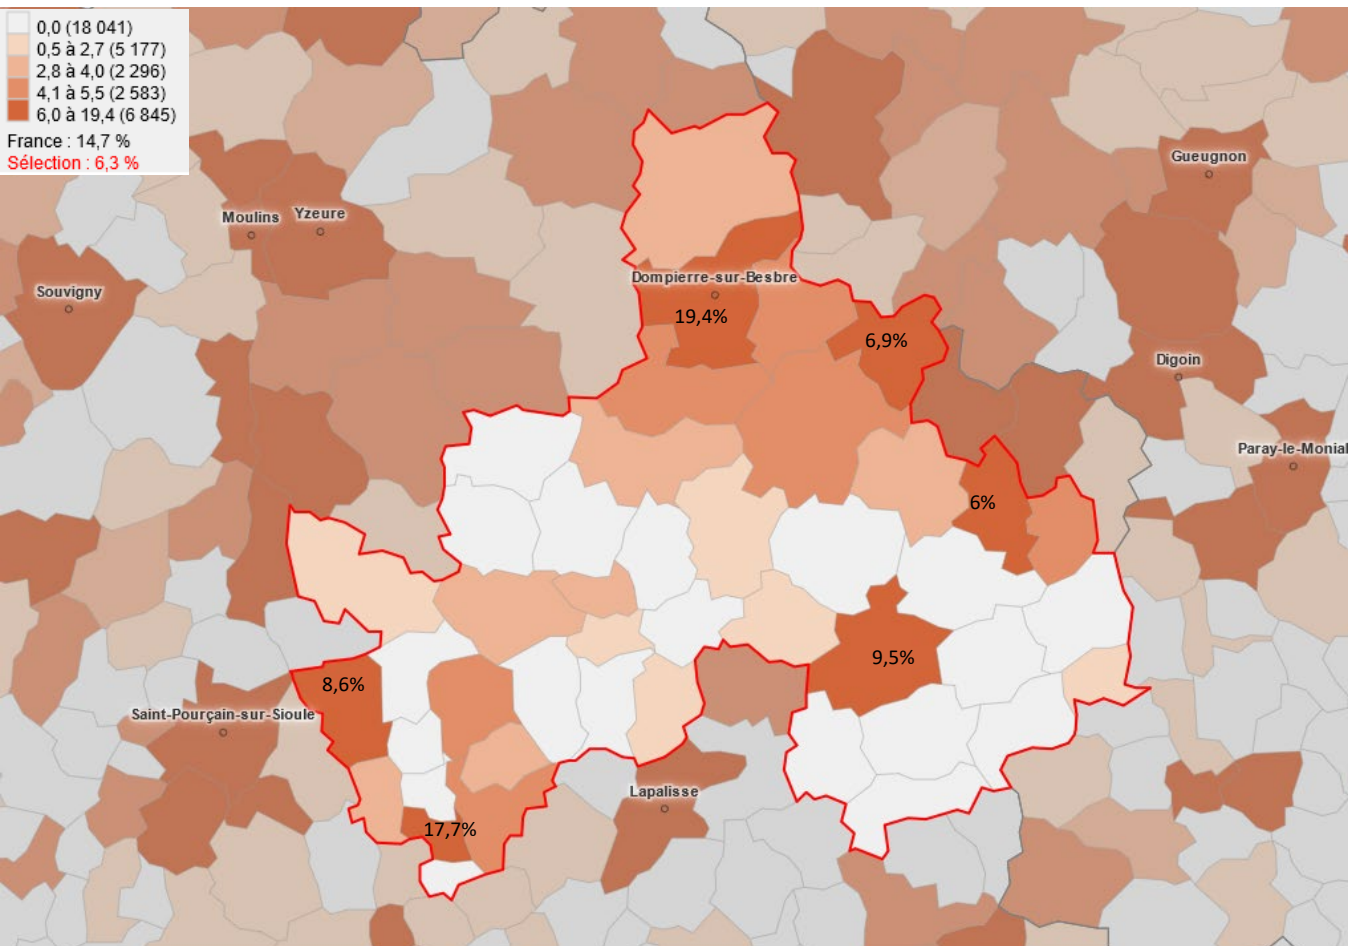 0,0 (18 041)
0,5 à 2,7 (5 177)
2,8 à 4,0 (2 296)
4,1 à 5,5 (2 583)
6,0 à 19,4 (6 845)
France : 14,7 %
Sélection : 6,3 %
Gueugnon
Moulins
Yzeure
Dompierre-sur-Besbre
Souvigny
19,4%
6,9%
Digoin
Paray-le-Monial
6%
9,5%
8,6%
Saint-Pourçain-sur-Sioule
Lapalisse
17,7%